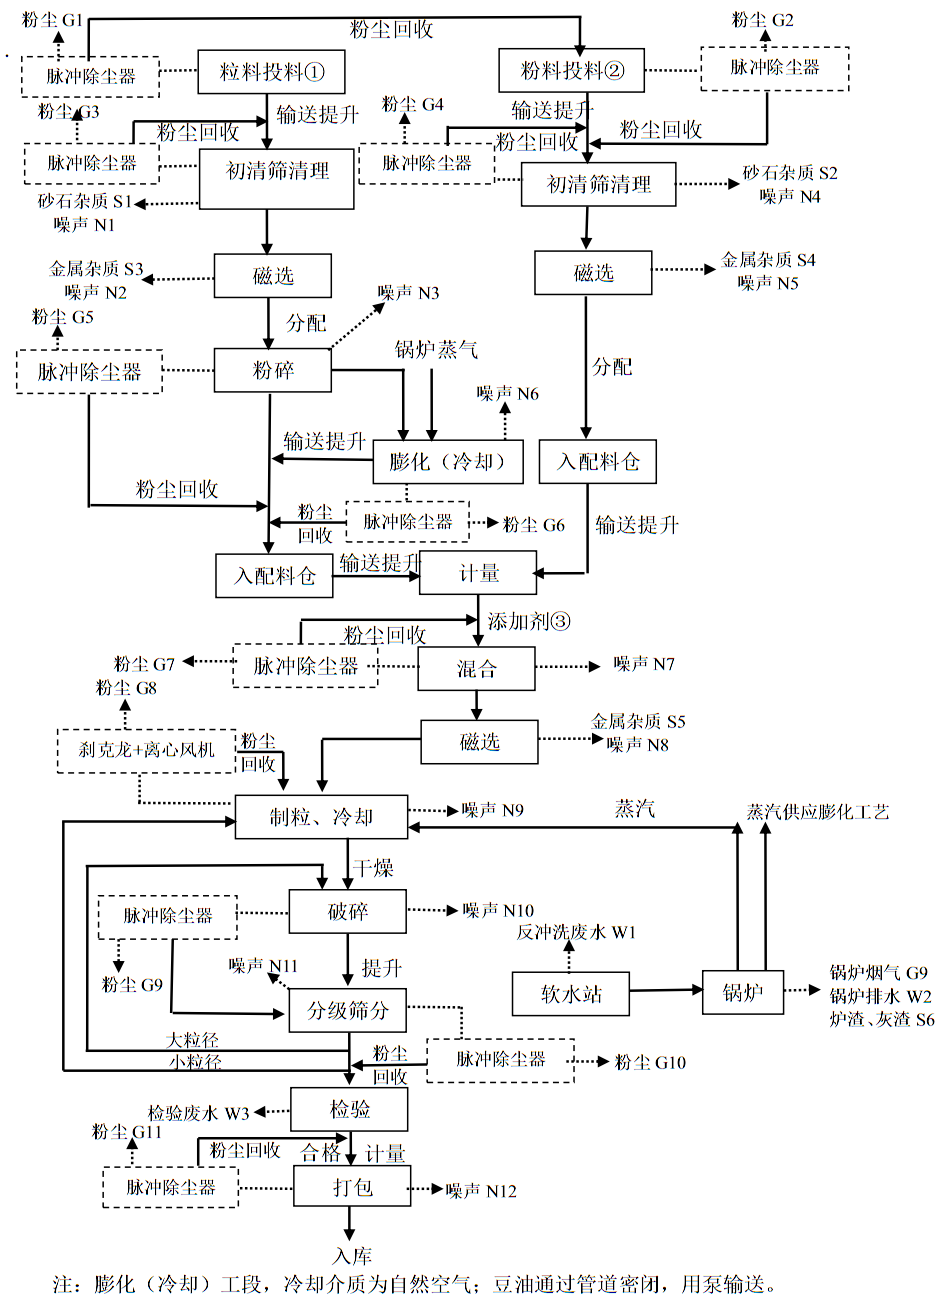 粉尘 G1
粉尘回收
粉尘 G2
脉冲除尘器
粒料投料①
粉料投料②
脉冲除尘器
粉尘 G3
输送提升
粉尘 G4
输送提升
粉尘回收
粉尘回收
粉尘回收
脉冲除尘器
初清筛清理
脉冲除尘器
初清筛清理
砂石杂质 S2
噪声 N4
砂石杂质 S1
噪声 N1
金属杂质 S3
噪声 N2
磁选
磁选
金属杂质 S4
噪声 N5
噪声 N3
粉尘 G5
分配
锅炉蒸气
脉冲除尘器
粉碎
分配
噪声 N6
输送提升
膨化（冷却）
入配料仓
粉尘回收
粉尘
回收
脉冲除尘器
粉尘 G6
输送提升
入配料仓
输送提升
计量
添加剂③
粉尘回收
粉尘 G7
脉冲除尘器
混合
噪声 N7
粉尘 G8
刹克龙+离心风机
粉尘
回收
磁选
金属杂质 S5
噪声 N8
制粒、冷却
噪声 N9
蒸汽
蒸汽供应膨化工艺
干燥
脉冲除尘器
破碎
噪声 N10
反冲洗废水 W1
粉尘 G9
噪声 N11
提升
软水站
锅炉
锅炉烟气 G9
锅炉排水 W2
炉渣、灰渣 S6
分级筛分
大粒径
小粒径
粉尘
回收
脉冲除尘器
粉尘 G10
检验废水 W3
检验
粉尘 G11
粉尘回收
合格
计量
脉冲除尘器
打包
噪声 N12
入库
注：膨化（冷却）工段，冷却介质为自然空气；豆油通过管道密闭，用泵输送。